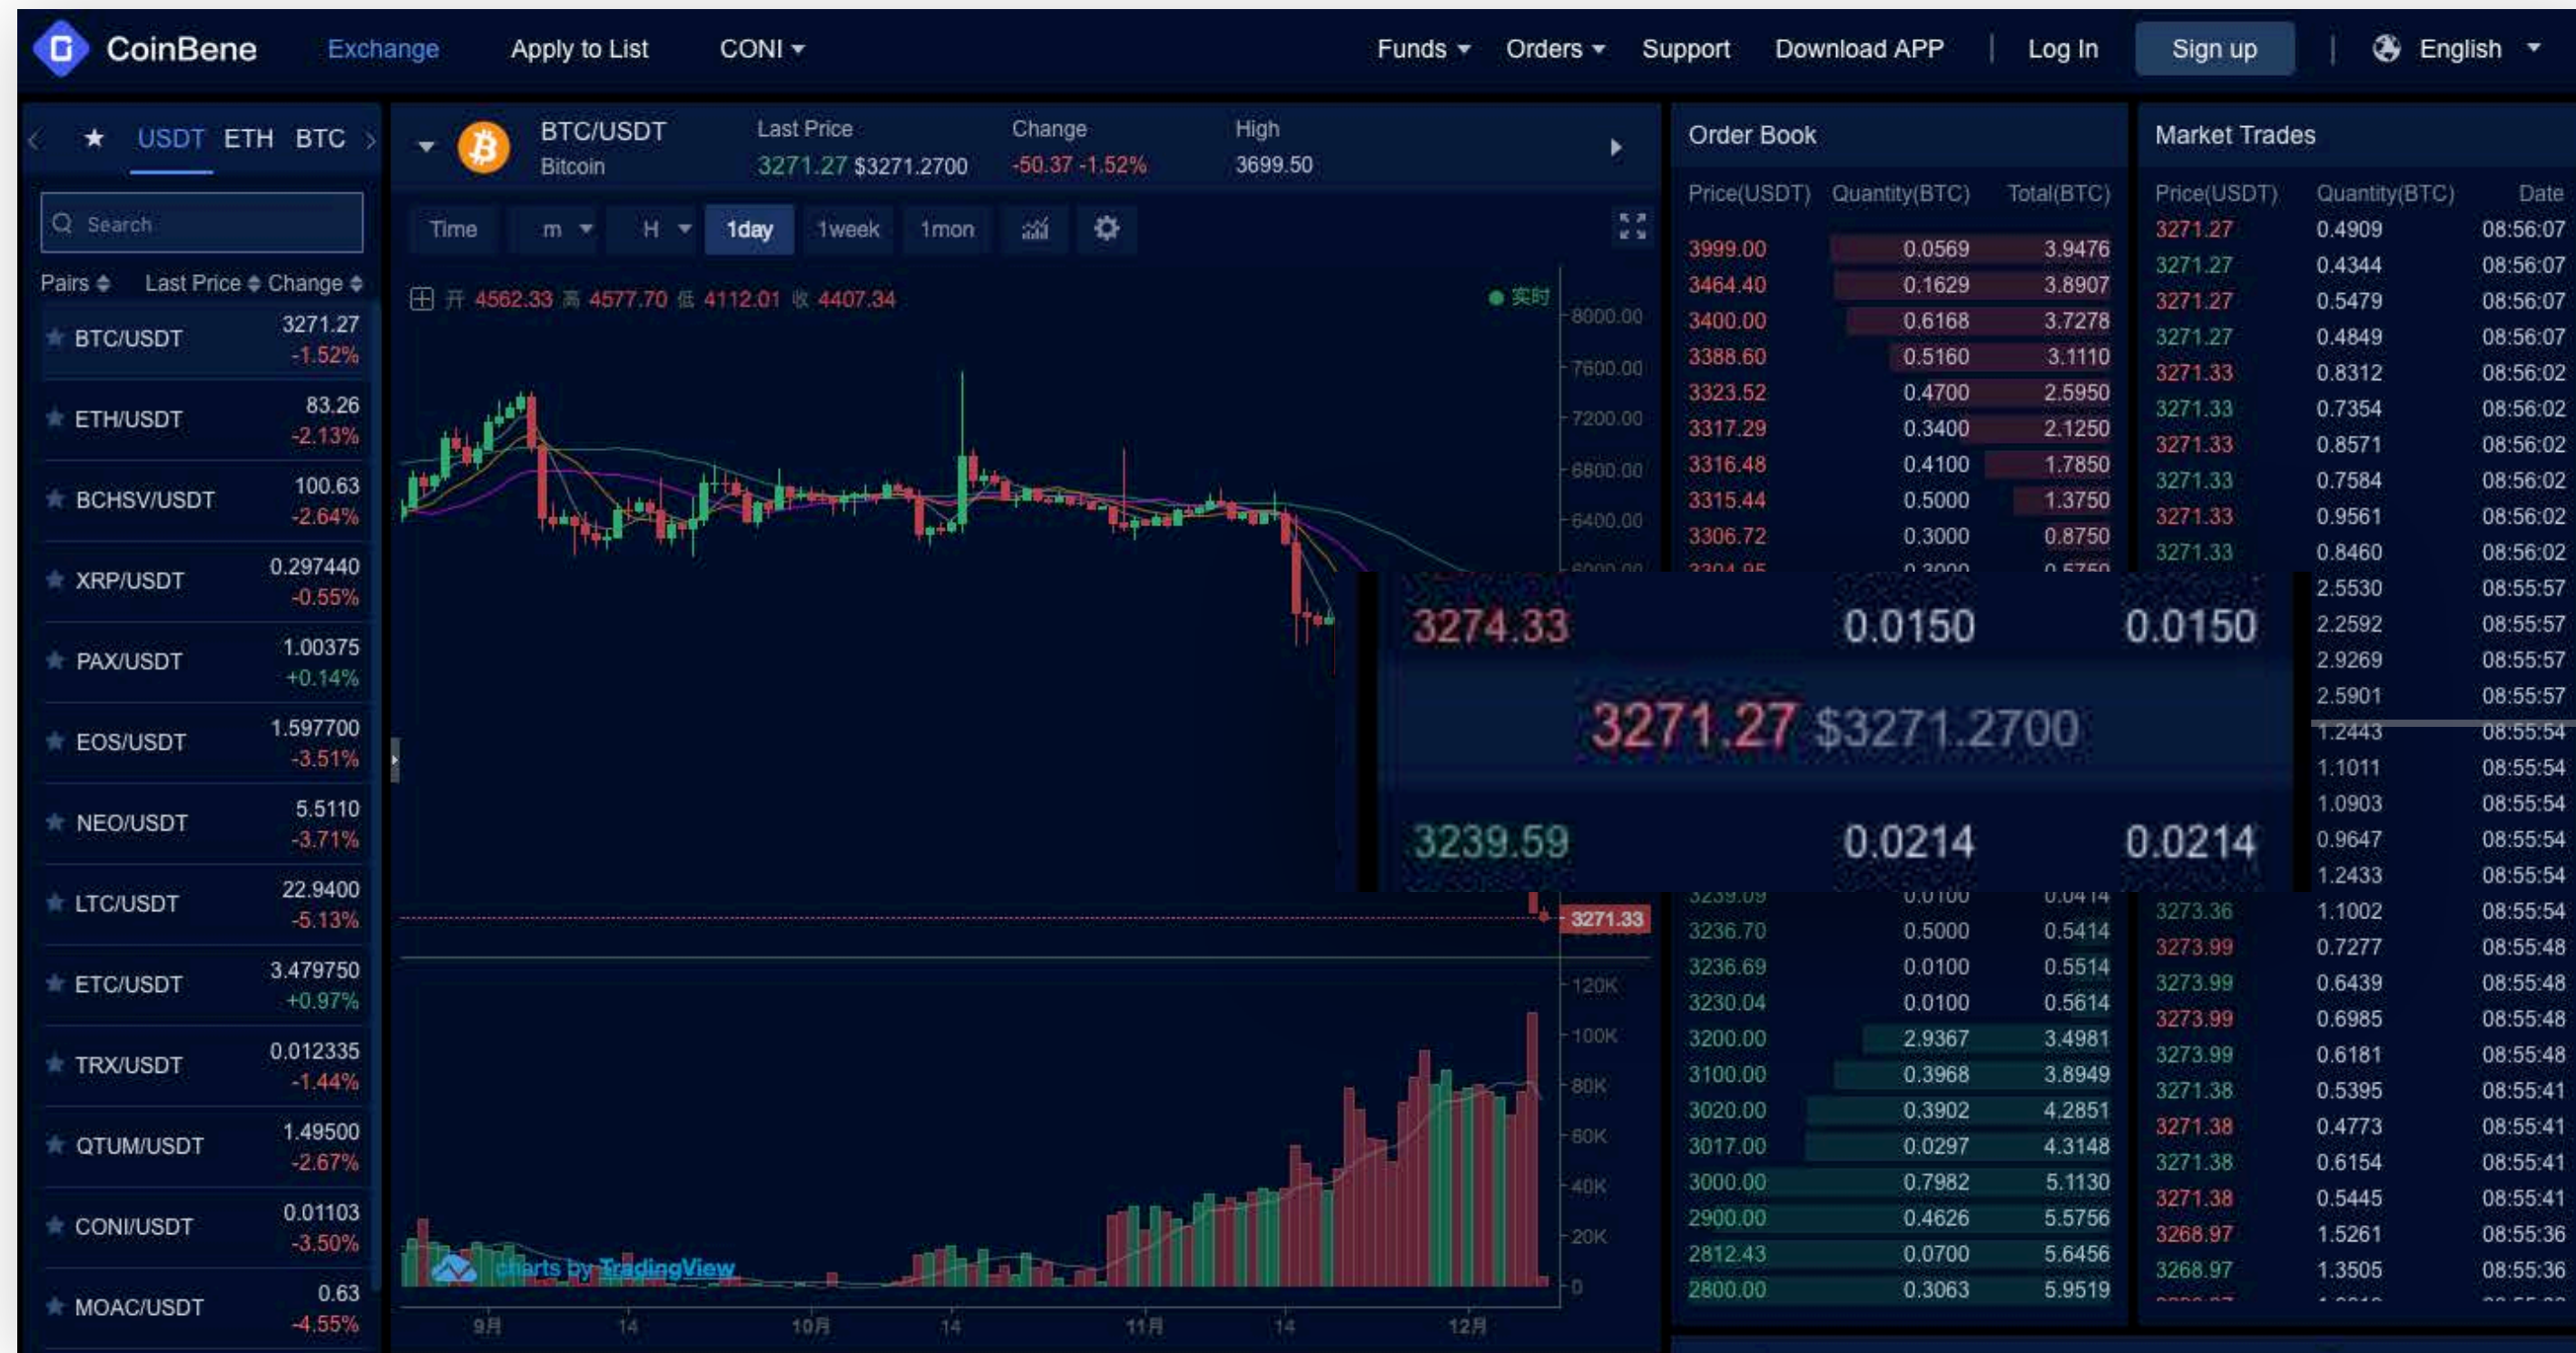 CoinBene Exchange Apply to List CONI Funds Orders Support Download APP Log In Sign up English
USDT ETH BTC
Search
Pairs Last Price Change
BTC/USDT 3271.27
-1.52%
ETH/USDT 83.26
-2.13%
BCHSV/USDT 100.63
-2.64%
XRP/USDT 0.297440
-0.55%
PAX/USDT 1.00375
+0.14%
EOS/USDT 1.597700
-3.51%
NEO/USDT 5.5110
-3.71%
LTC/USDT 22.9400
-5.13%
ETC/USDT 3.479750
+0.97%
TRX/USDT 0.012335
-1.44%
QTUM/USDT 1.49500
-2.67%
CONI/USDT 0.01103
-3.50%
MOAC/USDT 0.63
-4.55%
BTC/USDT Last Price Change High
Bitcoin 3271.27 $3271.2700 -50.37 -1.52% 3699.50
Time m H 1day 1week 1mon
开 4562.33 高 4577.70 低 4112.01 收 4407.34
实时
8000.00
7600.00
7200.00
6800.00
6400.00
6000.00
3271.33
120K
100K
80K
60K
40K
20K
0
charts by TradingView
9月 14 10月 14 11月 14 12月
Order Book
Price(USDT) Quantity(BTC) Total(BTC)
3999.00 0.0569 3.9476
3464.40 0.1629 3.8907
3400.00 0.6168 3.7278
3388.60 0.5160 3.1110
3323.52 0.4700 2.5950
3317.29 0.3400 2.1250
3316.48 0.4100 1.7850
3315.44 0.5000 1.3750
3306.72 0.3000 0.8750
3304.95 0.3000 0.5750
3274.33 0.0150 0.0150
3271.27 $3271.2700
3239.59 0.0214 0.0214
3239.09 0.0100 0.0414
3236.70 0.5000 0.5414
3236.69 0.0100 0.5514
3230.04 0.0100 0.5614
3200.00 2.9367 3.4981
3100.00 0.3968 3.8949
3020.00 0.3902 4.2851
3017.00 0.0297 4.3148
3000.00 0.7982 5.1130
2900.00 0.4626 5.5756
2812.43 0.0700 5.6456
2800.00 0.3063 5.9519
Market Trades
Price(USDT) Quantity(BTC) Date
3271.27 0.4909 08:56:07
3271.27 0.4344 08:56:07
3271.27 0.5479 08:56:07
3271.27 0.4849 08:56:07
3271.33 0.8312 08:56:02
3271.33 0.7354 08:56:02
3271.33 0.8571 08:56:02
3271.33 0.7584 08:56:02
3271.33 0.9561 08:56:02
3271.33 0.8460 08:56:02
2.5530 08:55:57
2.2592 08:55:57
2.9269 08:55:57
2.5901 08:55:57
1.2443 08:55:54
1.1011 08:55:54
1.0903 08:55:54
0.9647 08:55:54
1.2433 08:55:54
3273.36 1.1002 08:55:54
3273.99 0.7277 08:55:48
3273.99 0.6439 08:55:48
3273.99 0.6985 08:55:48
3273.99 0.6181 08:55:48
3271.38 0.5395 08:55:41
3271.38 0.4773 08:55:41
3271.38 0.6154 08:55:41
3271.38 0.5445 08:55:41
3268.97 1.5261 08:55:36
3268.97 1.3505 08:55:36